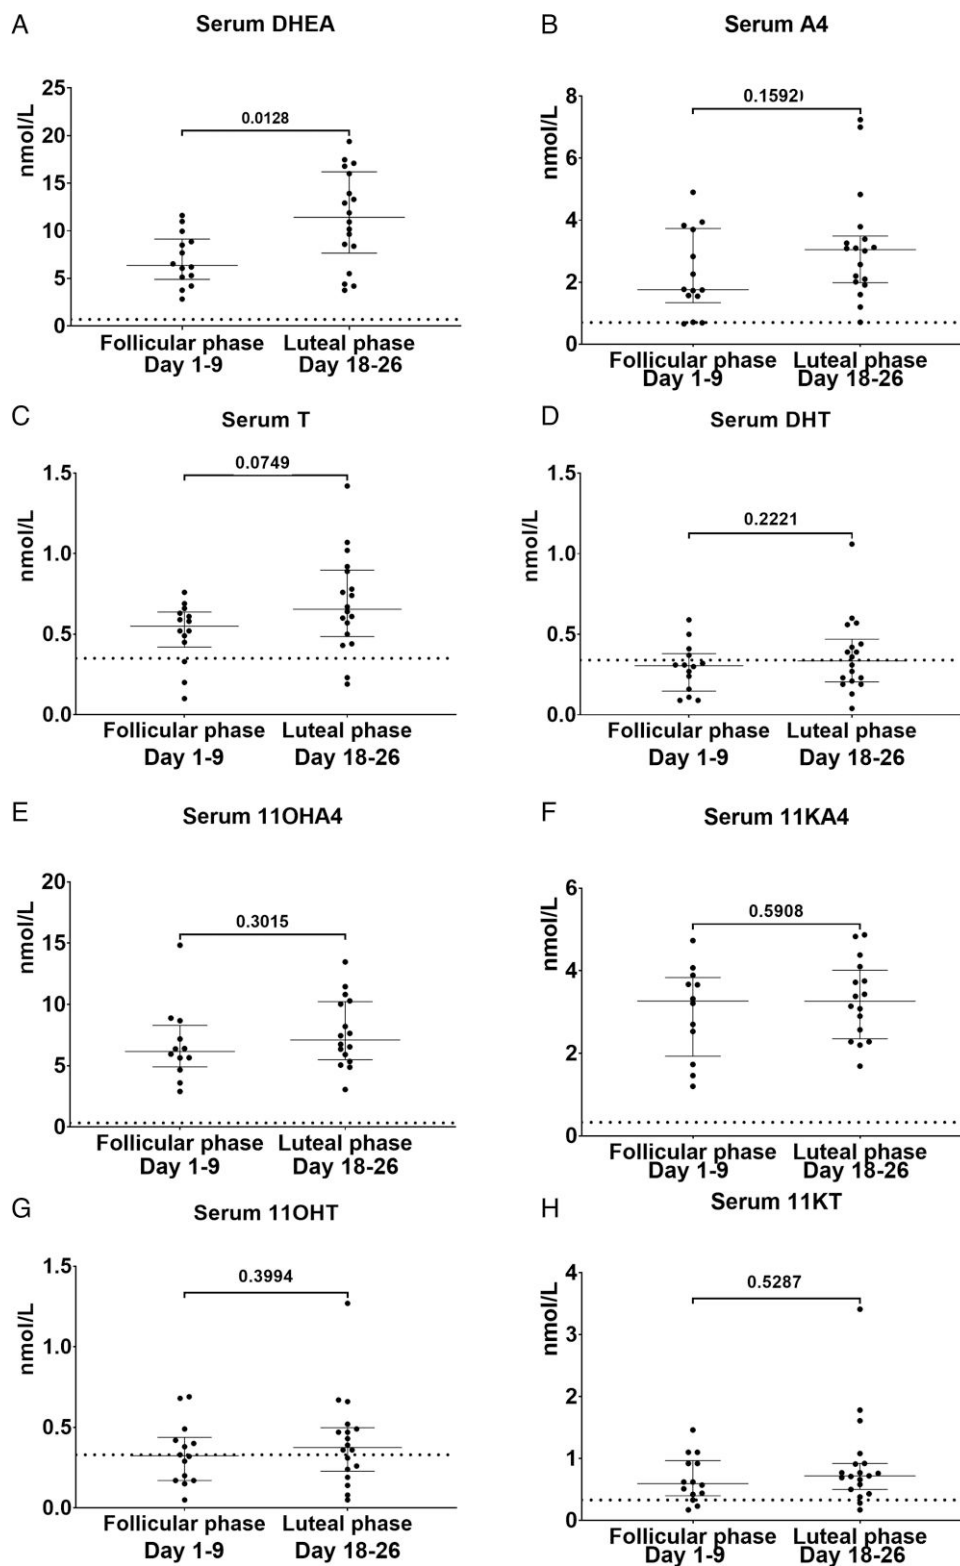 A
Serum DHEA
nmol/L
25
20
15
10
5
0
0.0128
Follicular phase
Day 1-9
Luteal phase
Day 18-26
B
Serum A4
nmol/L
8
6
4
2
0
0.1592)
Follicular phase
Day 1-9
Luteal phase
Day 18-26
C
Serum T
nmol/L
1.5
1.0
0.5
0.0
0.0749
Follicular phase
Day 1-9
Luteal phase
Day 18-26
D
Serum DHT
nmol/L
1.5
1.0
0.5
0.0
0.2221
Follicular phase
Day 1-9
Luteal phase
Day 18-26
E
Serum 11OHA4
nmol/L
20
15
10
5
0
0.3015
Follicular phase
Day 1-9
Luteal phase
Day 18-26
F
Serum 11KA4
nmol/L
6
4
2
0
0.5908
Follicular phase
Day 1-9
Luteal phase
Day 18-26
G
Serum 11OHT
nmol/L
1.5
1.0
0.5
0.0
0.3994
Follicular phase
Day 1-9
Luteal phase
Day 18-26
H
Serum 11KT
nmol/L
4
3
2
1
0
0.5287
Follicular phase
Day 1-9
Luteal phase
Day 18-26